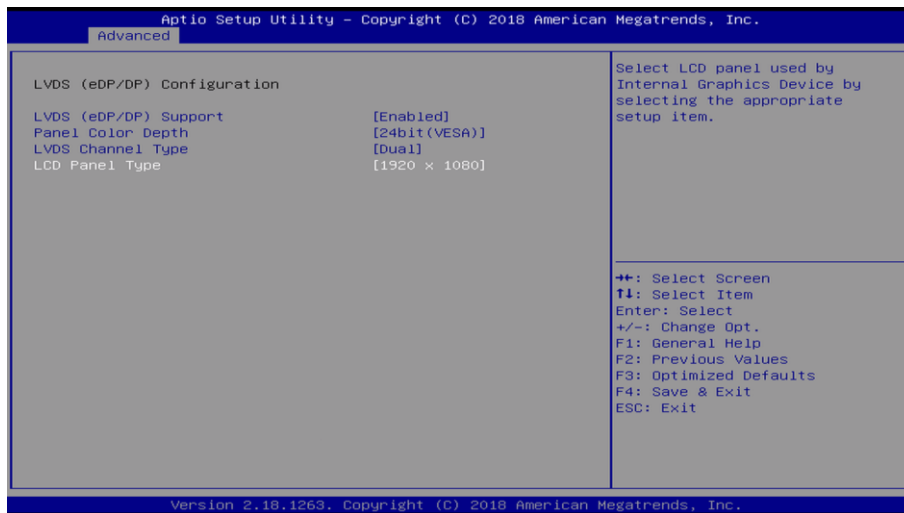 Aptio Setup Utility – Copyright (C) 2018 American Megatrends, Inc.
Advanced
LVDS (eDP/DP) Configuration
LVDS (eDP/DP) Support [Enabled]
Panel Color Depth [24bit(VESA)]
LVDS Channel Type [Dual]
LCD Panel Type [1920 x 1080]
Select LCD panel used by
Internal Graphics Device by
selecting the appropriate
setup item.
→←: Select Screen
↑↓: Select Item
Enter: Select
+/-: Change Opt.
F1: General Help
F2: Previous Values
F3: Optimized Defaults
F4: Save & Exit
ESC: Exit
Version 2.18.1263. Copyright (C) 2018 American Megatrends, Inc.